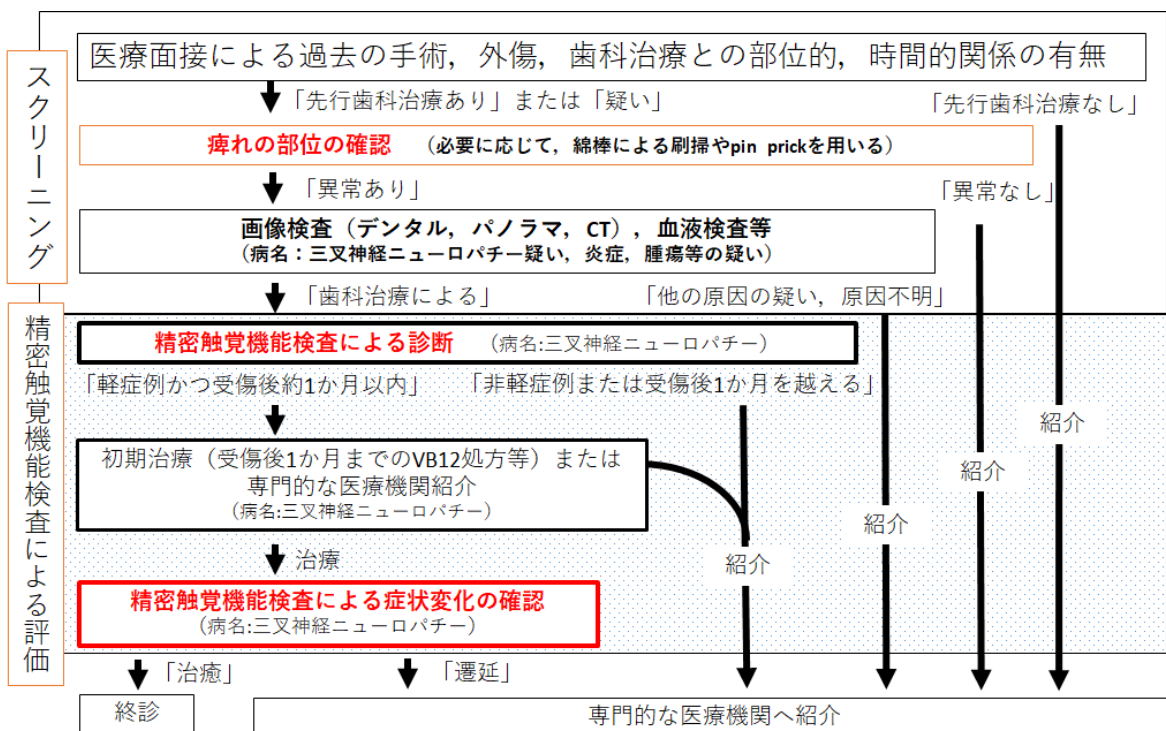 スクリーニング
医療面接による過去の手術，外傷，歯科治療との部位的，時間的関係の有無
「先行歯科治療あり」または「疑い」
「先行歯科治療なし」
痺れの部位の確認 （必要に応じて，綿棒による刷掃やpin prickを用いる）
「異常あり」
「異常なし」
画像検査（デンタル，パノラマ，CT）, 血液検査等
（病名：三叉神経ニューロパチー疑い，炎症，腫瘍等の疑い）
「歯科治療による」
「他の原因の疑い，原因不明」
精密触覚機能検査による評価
精密触覚機能検査による診断 （病名:三叉神経ニューロパチー）
「軽症例かつ受傷後約1か月以内」
「非軽症例または受傷後1か月を越える」
初期治療（受傷後1か月までのVB12処方等）または
専門的な医療機関紹介
（病名:三叉神経ニューロパチー）
紹介
紹介
紹介
紹介
治療
精密触覚機能検査による症状変化の確認
（病名:三叉神経ニューロパチー）
「治癒」
「遷延」
終診
専門的な医療機関へ紹介